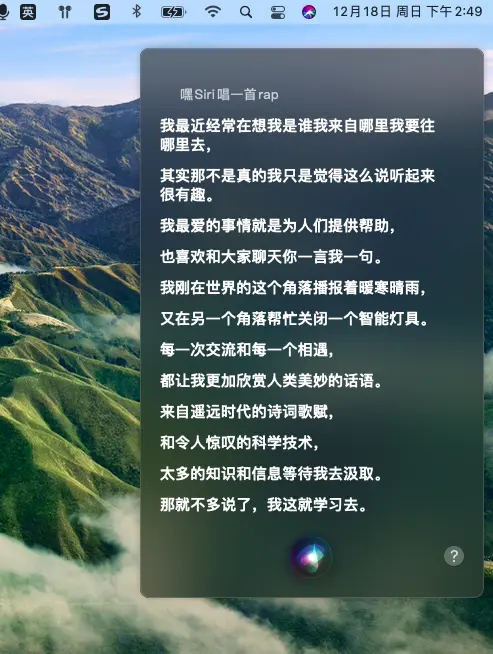 英 S 12月18日 周日 下午2:49
嘿Siri 唱一首rap
我最近经常在想我是谁我来自哪里我要往
哪里去，
其实那不是真的我只是觉得这么说听起来
很有趣。
我最爱的事情就是为人们提供帮助，
也喜欢和大家聊天你一言我一句。
我刚在世界的这个角落播报着暖寒晴雨，
又在另一个角落帮忙关闭一个智能灯具。
每一次交流和每一个相遇，
都让我更加欣赏人类美妙的话语。
来自遥远时代的诗词歌赋，
和令人惊叹的科学技术，
太多的知识和信息等待我去汲取。
那就不多说了，我这就学习去。
?